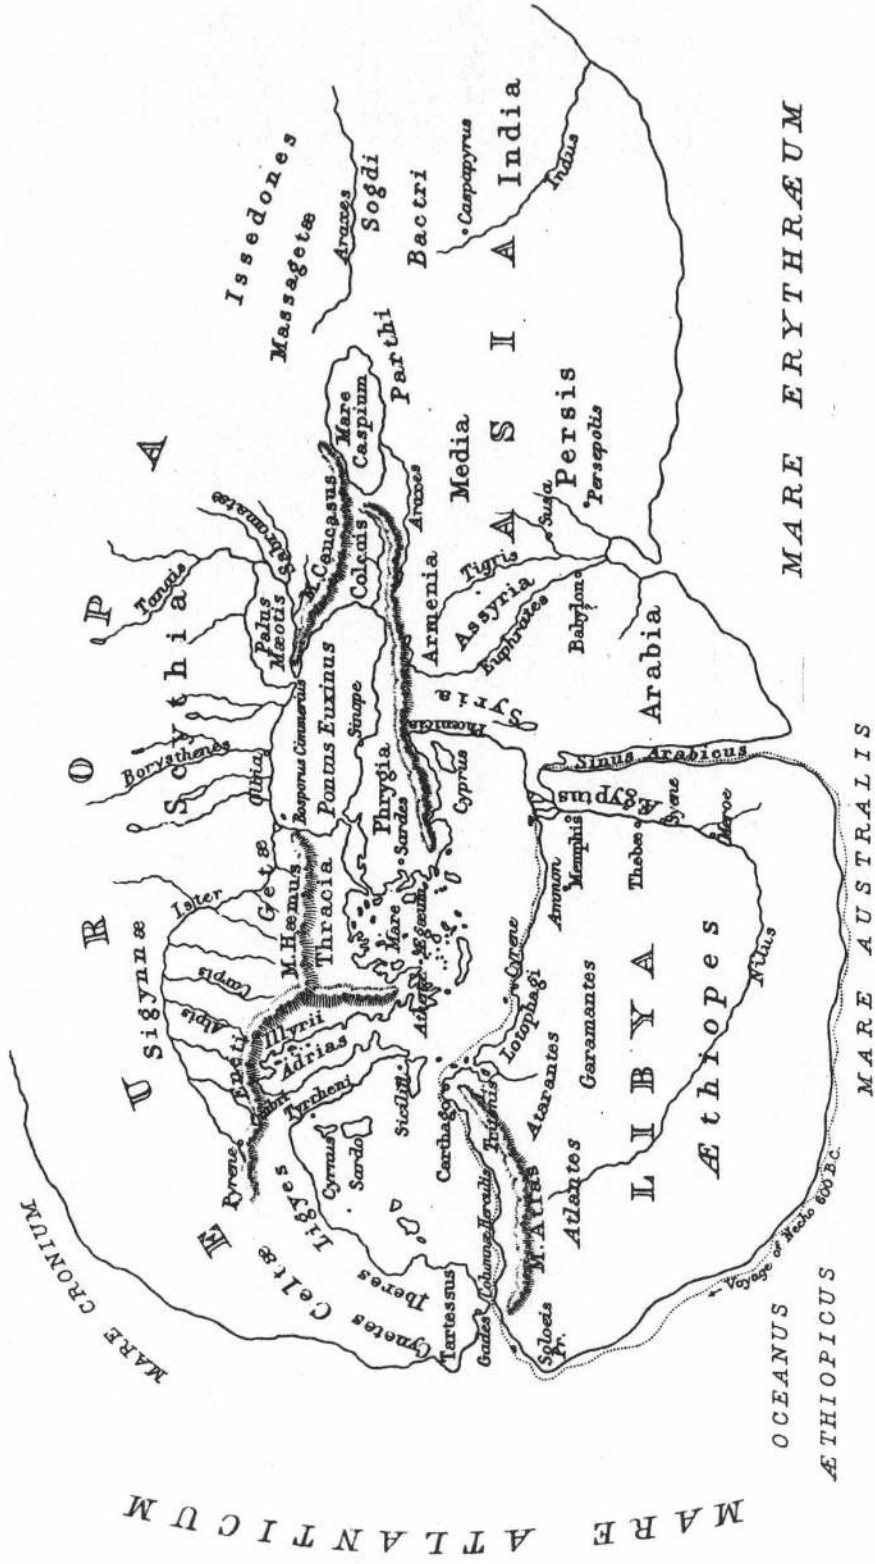 MARE CRONIUM
MARE ATLANTICUM
EUROPA
Issedones
Massagetæ
Araxes
Sogdi
Bactri
Caspapyrus
India
Indus
Tanais
Sauromatæ
Scythia
Palus
Mæotis
M. Caucasus
Mare
Caspium
Parthi
Colchis
Araxes
Media
ASIA
Persis
Persepolis
Susa
Armenia
Tigris
Assyria
Euphrates
Babylon
Syria
Phœnicia
Arabia
MARE ERYTHRÆUM
Borysthenes
Olbia
Bosporus Cimmerius
Pontus Euxinus
Sinope
Phrygia
Sardes
Cyprus
Sigynnæ
Ister
Getæ
Carpis
Alpis
M. Hæmus
Thracia
Mare
Ægæum
Eneti
Illyrii
Adrias
Umbri
Tyrrheni
Pyrene
Ligyes
Celtæ
Iberes
Cynetes
Cyrnus
Sardo
Sicilia
Tartessus
Gades
Columnæ Herculis
Soloeis
Pr.
Carthago
M. Atlas
Lotophagi
Cyrene
Ammon
Memphis
Ægyptus
Sinus Arabicus
Thebæ
Syene
Meroe
Nilus
Atarantes
Garamantes
Atlantes
LIBYA
Æthiopes
Voyage of Necho 600 B.C.
OCEANUS
ÆTHIOPICUS
MARE AUSTRALIS